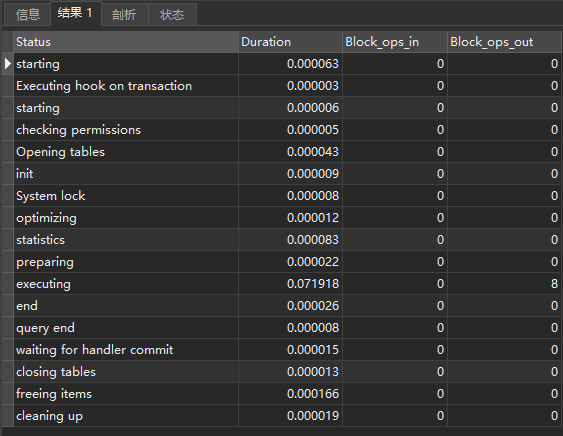 信息 结果 1 剖析 状态
Status Duration Block_ops_in Block_ops_out
starting 0.000063 0 0
Executing hook on transaction 0.000003 0 0
starting 0.000006 0 0
checking permissions 0.000005 0 0
Opening tables 0.000043 0 0
init 0.000009 0 0
System lock 0.000008 0 0
optimizing 0.000012 0 0
statistics 0.000083 0 0
preparing 0.000022 0 0
executing 0.071918 0 8
end 0.000026 0 0
query end 0.000008 0 0
waiting for handler commit 0.000015 0 0
closing tables 0.000013 0 0
freeing items 0.000166 0 0
cleaning up 0.000019 0 0